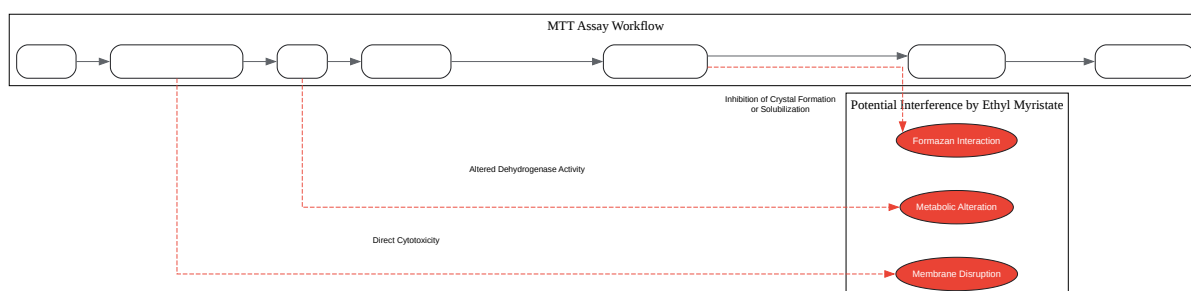 MTT Assay Workflow
Inhibition of Crystal Formation
or Solubilization
Potential Interference by Ethyl Myristate
Formazan Interaction
Altered Dehydrogenase Activity
Metabolic Alteration
Direct Cytotoxicity
Membrane Disruption